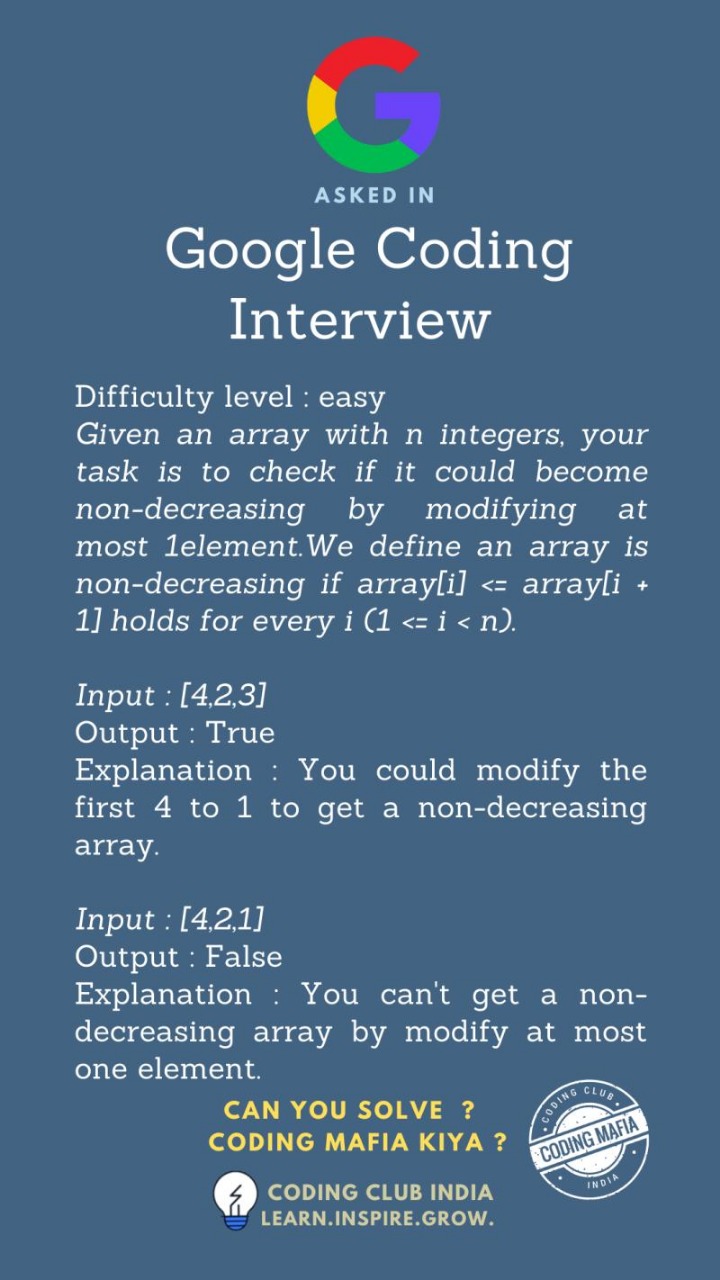 ASKED IN
Google Coding
Interview
Difficulty level : easy
Given an array with n integers, your
task is to check if it could become
non-decreasing by modifying at
most 1element.We define an array is
non-decreasing if array[i] <= array[i +
1] holds for every i (1 <= i < n).
Input : [4,2,3]
Output : True
Explanation : You could modify the
first 4 to 1 to get a non-decreasing
array.
Input : [4,2,1]
Output : False
Explanation : You can't get a non-
decreasing array by modify at most
one element.
CAN YOU SOLVE ?
CODING MAFIA KIYA ?
CODING CLUB
CODING MAFIA
INDIA
CODING CLUB INDIA
LEARN.INSPIRE.GROW.